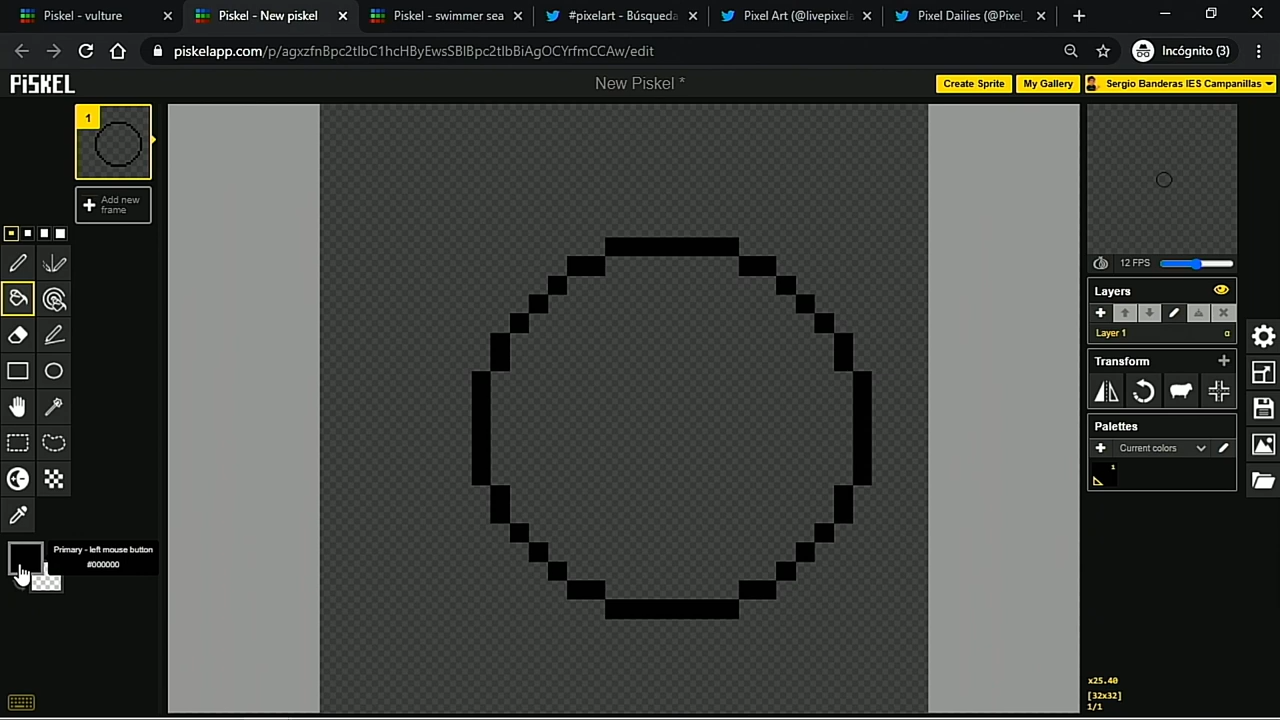 Piskel - vulture
Piskel - New piskel
Piskel - swimmer sea
#pixelart - Búsqueda
Pixel Art (@livepixela
Pixel Dailies (@Pixel_
piskelapp.com/p/agxzfnBpc2tlbC1hcHByEwsSBlBpc2tlbBiAgOCYrfmCCAw/edit
Incógnito (3)
PiSKEL
New Piskel *
Create Sprite
My Gallery
Sergio Banderas IES Campanillas
1
Add new
frame
12 FPS
Layers
Layer 1
α
Transform
Palettes
Current colors
1
Primary - left mouse button
#000000
x25.40
[32x32]
1/1